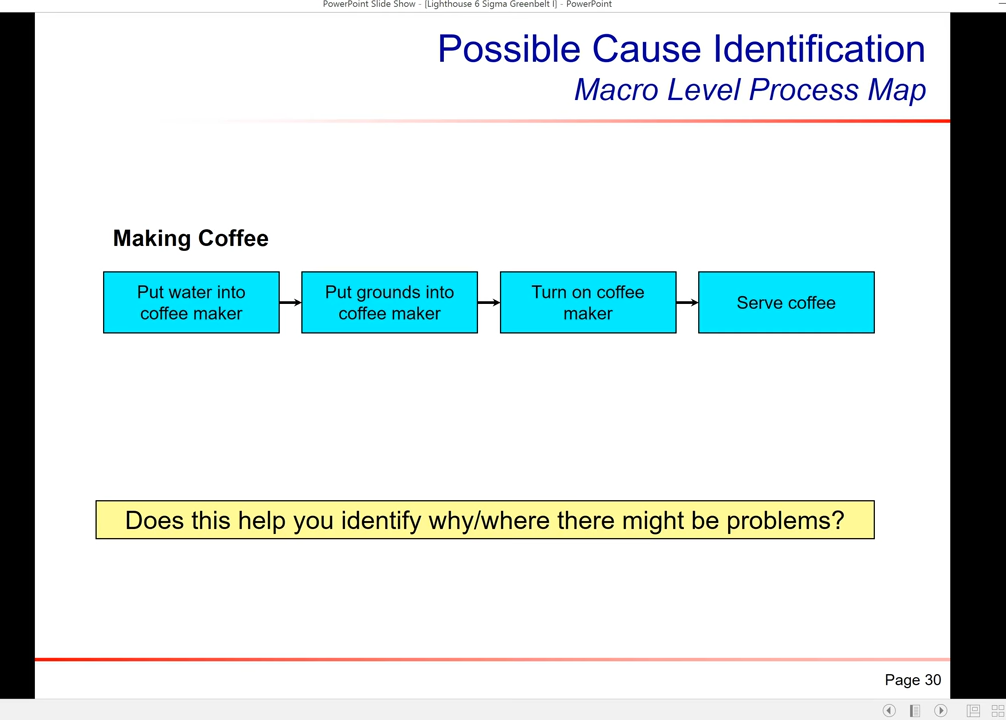 PowerPoint Slide Show - [Lighthouse 6 Sigma Greenbelt I] - PowerPoint
Possible Cause Identification
Macro Level Process Map
Making Coffee
Put water into
coffee maker
Put grounds into
coffee maker
Turn on coffee
maker
Serve coffee
Does this help you identify why/where there might be problems?
Page 30